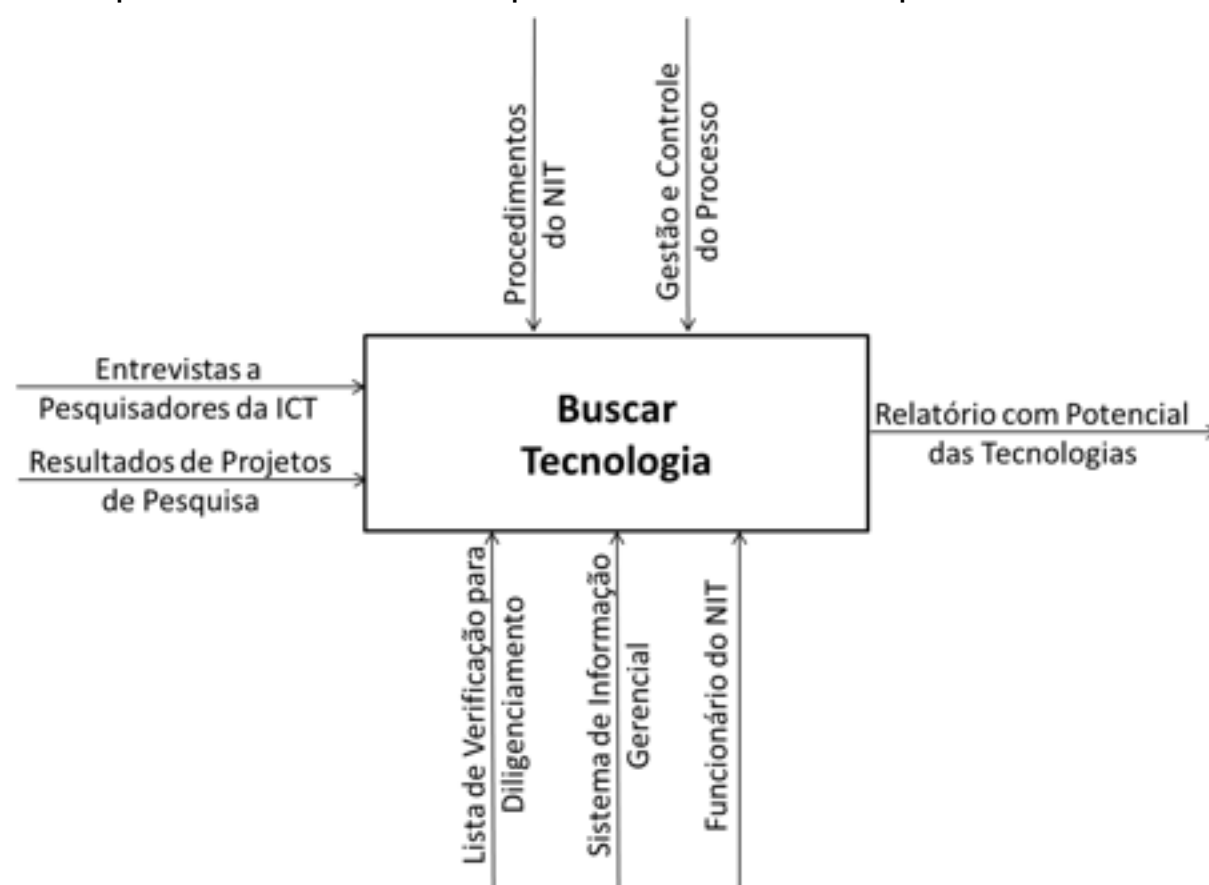 Procedimentos
do NIT
Gestão e Controle
do Processo
Entrevistas a
Pesquisadores da ICT
Resultados de Projetos
de Pesquisa
Buscar
Tecnologia
Relatório com Potencial
das Tecnologias
Lista de Verificação para
Diligenciamento
Sistema de Informação
Gerencial
Funcionário do NIT